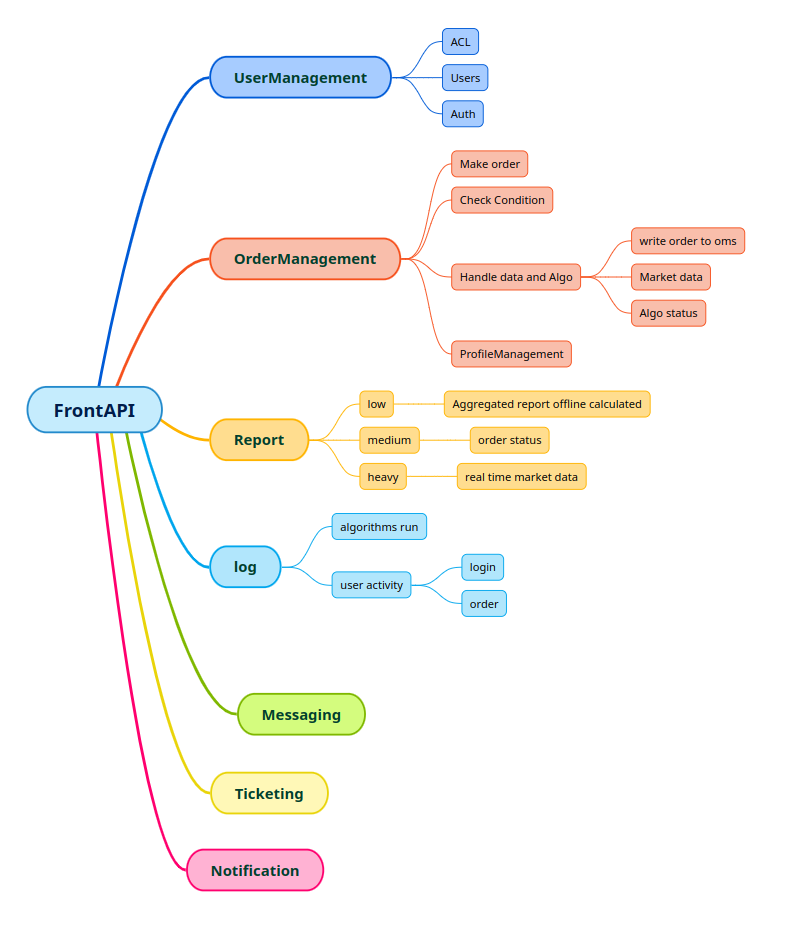 FrontAPI
UserManagement
ACL
Users
Auth
OrderManagement
Make order
Check Condition
Handle data and Algo
write order to oms
Market data
Algo status
ProfileManagement
Report
low
Aggregated report offline calculated
medium
order status
heavy
real time market data
log
algorithms run
user activity
login
order
Messaging
Ticketing
Notification